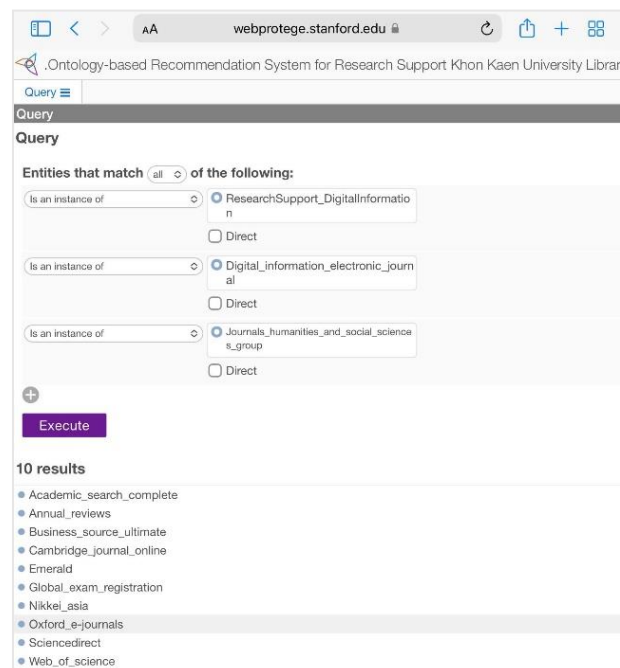 AA
webprotege.stanford.edu
.Ontology-based Recommendation System for Research Support Khon Kaen University Librar
Query
Query
Query
Entities that match all of the following:
Is an instance of
ResearchSupport_DigitalInformatio
n
Direct
Is an instance of
Digital_information_electronic_journ
al
Direct
Is an instance of
Journals_humanities_and_social_science
s_group
Direct
Execute
10 results
Academic_search_complete
Annual_reviews
Business_source_ultimate
Cambridge_journal_online
Emerald
Global_exam_registration
Nikkei_asia
Oxford_e-journals
Sciencedirect
Web_of_science